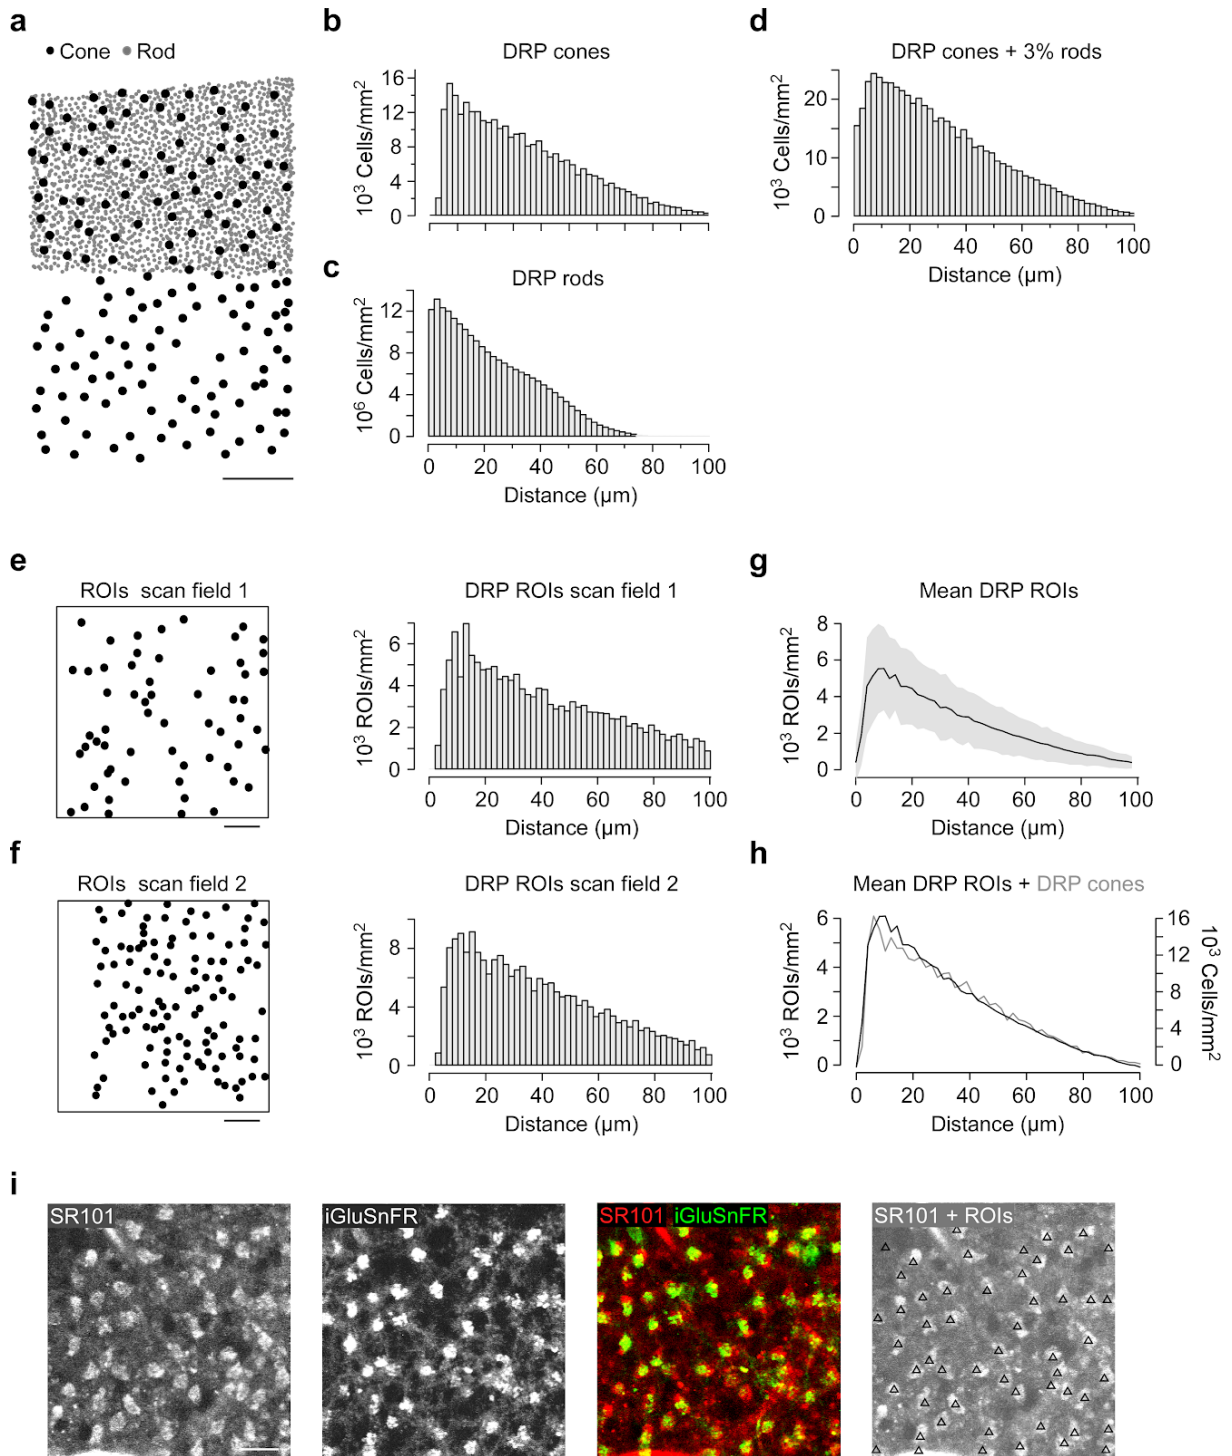 a
Cone Rod
b
DRP cones
10³ Cells/mm²
16
12
8
4
0
c
DRP rods
10⁶ Cells/mm²
12
8
4
0
0 20 40 60 80 100
Distance (µm)
d
DRP cones + 3% rods
10³ Cells/mm²
20
10
0
0 20 40 60 80 100
Distance (µm)
e
ROIs scan field 1
DRP ROIs scan field 1
10³ ROIs/mm²
6
4
2
0
0 20 40 60 80 100
Distance (µm)
f
ROIs scan field 2
DRP ROIs scan field 2
10³ ROIs/mm²
8
4
0
0 20 40 60 80 100
Distance (µm)
g
Mean DRP ROIs
10³ ROIs/mm²
8
6
4
2
0
0 20 40 60 80 100
Distance (µm)
h
Mean DRP ROIs + DRP cones
10³ ROIs/mm²
6
4
2
0
16
12
8
4
0
10³ Cells/mm²
0 20 40 60 80 100
Distance (µm)
i
SR101
iGluSnFR
SR101 iGluSnFR
SR101 + ROIs